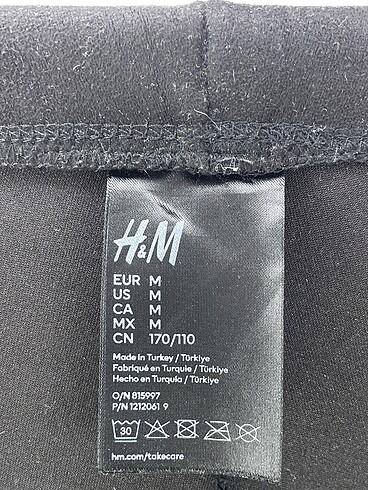 H&M
EUR M
US M
CA M
MX M
CN 170/110
Made in Turkey / Türkiye
Fabriqué en Turquie / Türkiye
Hecho en Turquía / Türkiye
O/N 815997
P/N 1212061 9
30
hm.com/takecare